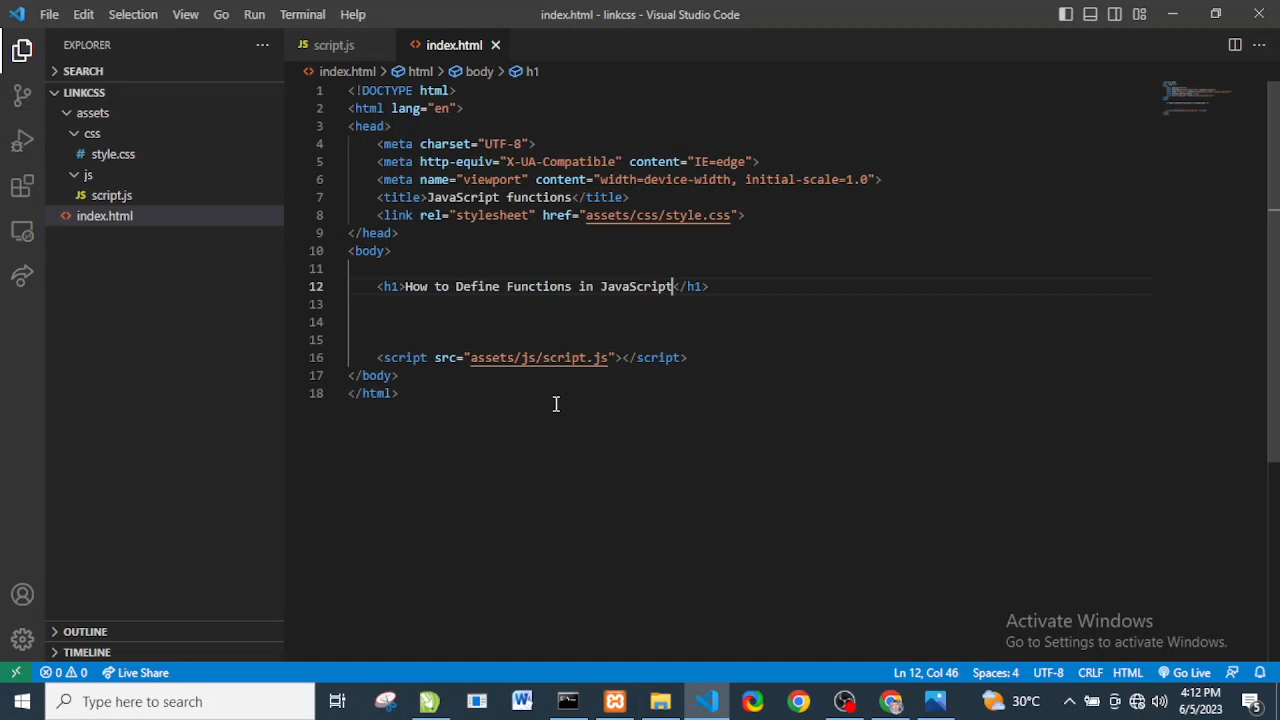 File Edit Selection View Go Run Terminal Help
index.html - linkcss - Visual Studio Code
EXPLORER
SEARCH
LINKCSS
assets
css
# style.css
js
JS script.js
<> index.html
OUTLINE
TIMELINE
JS script.js
<> index.html
<> index.html > html > body > h1
1 <!DOCTYPE html>
2 <html lang="en">
3 <head>
4 <meta charset="UTF-8">
5 <meta http-equiv="X-UA-Compatible" content="IE=edge">
6 <meta name="viewport" content="width=device-width, initial-scale=1.0">
7 <title>JavaScript functions</title>
8 <link rel="stylesheet" href="assets/css/style.css">
9 </head>
10 <body>
11
12 <h1>How to Define Functions in JavaScript</h1>
13
14
15
16 <script src="assets/js/script.js"></script>
17 </body>
18 </html>
Activate Windows
Go to Settings to activate Windows.
0 0 Live Share
Ln 12, Col 46 Spaces: 4 UTF-8 CRLF HTML Go Live
Type here to search
W
30°C
4:12 PM
6/5/2023
5